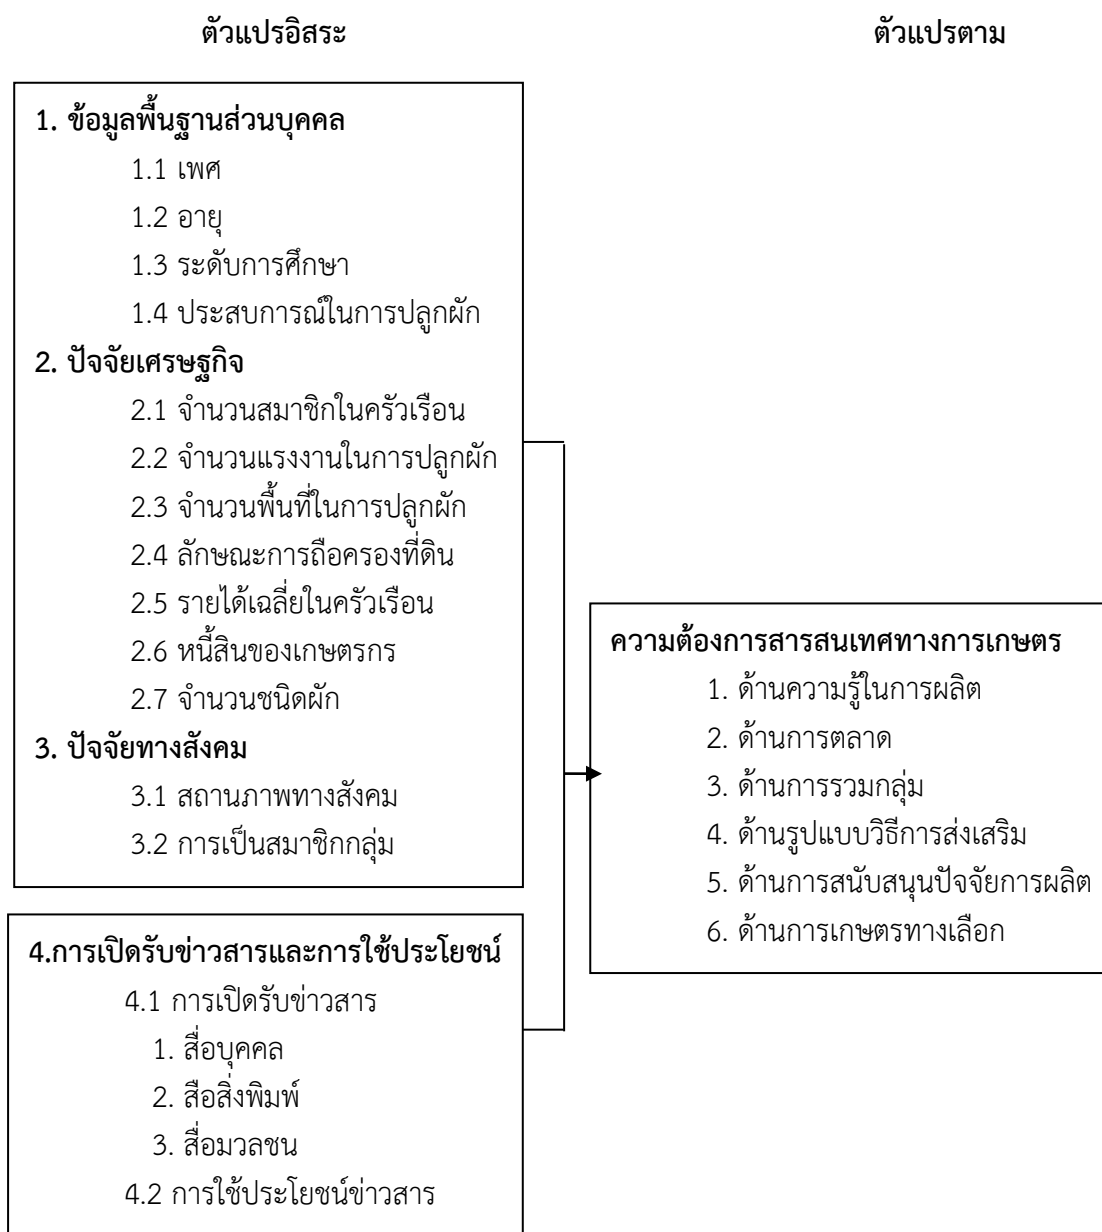 ตัวแปรอิสระ
ตัวแปรตาม
1. ข้อมูลพื้นฐานส่วนบุคคล
1.1 เพศ
1.2 อายุ
1.3 ระดับการศึกษา
1.4 ประสบการณ์ในการปลูกผัก
2. ปัจจัยเศรษฐกิจ
2.1 จำนวนสมาชิกในครัวเรือน
2.2 จำนวนแรงงานในการปลูกผัก
2.3 จำนวนพื้นที่ในการปลูกผัก
2.4 ลักษณะการถือครองที่ดิน
2.5 รายได้เฉลี่ยในครัวเรือน
2.6 หนี้สินของเกษตรกร
2.7 จำนวนชนิดผัก
3. ปัจจัยทางสังคม
3.1 สถานภาพทางสังคม
3.2 การเป็นสมาชิกกลุ่ม
4.การเปิดรับข่าวสารและการใช้ประโยชน์
4.1 การเปิดรับข่าวสาร
1. สื่อบุคคล
2. สือสิ่งพิมพ์
3. สื่อมวลชน
4.2 การใช้ประโยชน์ข่าวสาร
ความต้องการสารสนเทศทางการเกษตร
1. ด้านความรู้ในการผลิต
2. ด้านการตลาด
3. ด้านการรวมกลุ่ม
4. ด้านรูปแบบวิธีการส่งเสริม
5. ด้านการสนับสนุนปัจจัยการผลิต
6. ด้านการเกษตรทางเลือก